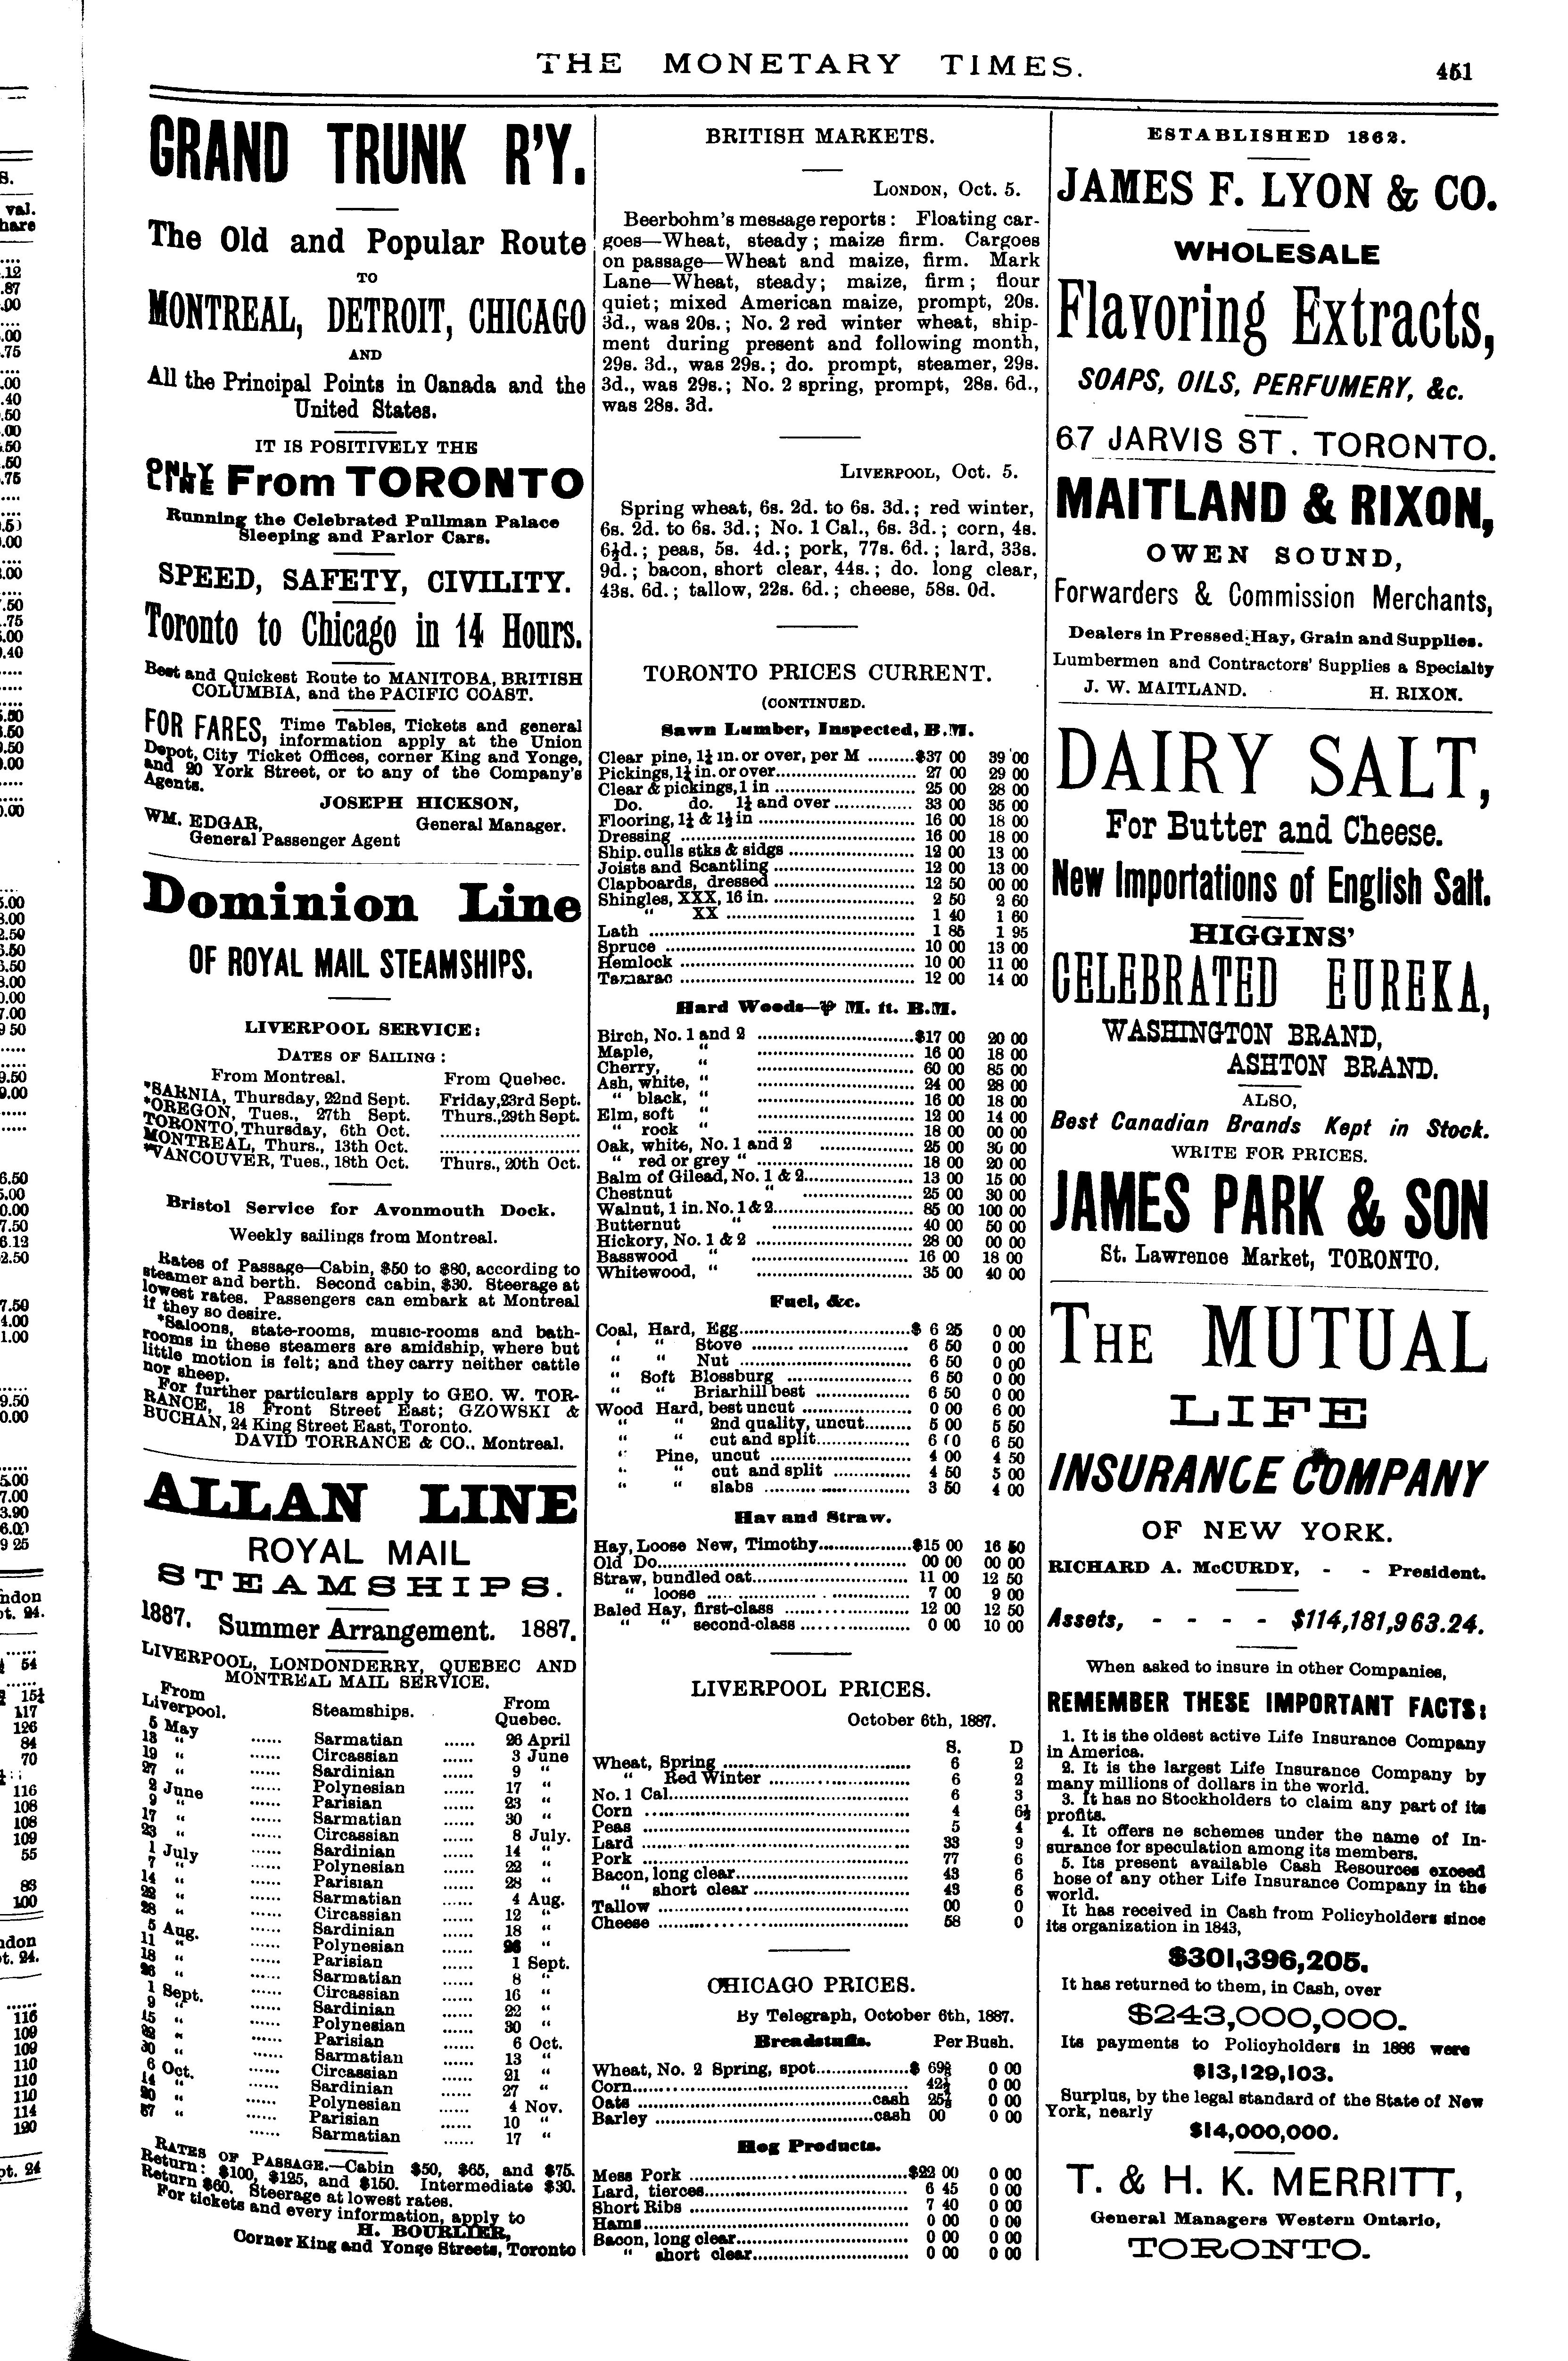 THE MONETARY TIMES.
451
GRAND TRUNK R'Y.
The Old and Popular Route
TO
MONTREAL, DETROIT, CHICAGO
AND
All the Principal Points in Canada and the
United States.
IT IS POSITIVELY THE
ONLY LINE From TORONTO
Running the Celebrated Pullman Palace
Sleeping and Parlor Cars.
SPEED, SAFETY, CIVILITY.
Toronto to Chicago in 14 Hours.
Best and Quickest Route to MANITOBA, BRITISH
COLUMBIA, and the PACIFIC COAST.
FOR FARES, Time Tables, Tickets and general
information apply at the Union
Depot, City Ticket Offices, corner King and Yonge,
and 20 York Street, or to any of the Company's
Agents.
JOSEPH HICKSON,
WM. EDGAR, General Manager.
General Passenger Agent
Dominion Line
OF ROYAL MAIL STEAMSHIPS.
LIVERPOOL SERVICE:
DATES OF SAILING :
From Montreal. From Quebec.
*SARNIA, Thursday, 22nd Sept. Friday,23rd Sept.
*OREGON, Tues., 27th Sept. Thurs.,29th Sept.
TORONTO, Thursday, 6th Oct. ..........
MONTREAL, Thurs., 13th Oct. ..........
*VANCOUVER, Tues., 18th Oct. Thurs., 20th Oct.
Bristol Service for Avonmouth Dock.
Weekly sailings from Montreal.
Rates of Passage—Cabin, $50 to $80, according to
steamer and berth. Second cabin, $30. Steerage at
lowest rates. Passengers can embark at Montreal
if they so desire.
*Saloons, state-rooms, music-rooms and bath-
rooms in these steamers are amidship, where but
little motion is felt; and they carry neither cattle
nor sheep.
For further particulars apply to GEO. W. TOR-
RANCE, 18 Front Street East; GZOWSKI &
BUCHAN, 24 King Street East, Toronto.
DAVID TORRANCE & CO., Montreal.
ALLAN LINE
ROYAL MAIL
STEAMSHIPS.
1887. Summer Arrangement. 1887.
LIVERPOOL, LONDONDERRY, QUEBEC AND
MONTREAL MAIL SERVICE.
From Liverpool. Steamships. From Quebec.
5 May ...... Sarmatian ...... 26 April
13 " ...... Circassian ...... 3 June
19 " ...... Sardinian ...... 9 "
27 " ...... Polynesian ...... 17 "
2 June ...... Parisian ...... 23 "
9 " ...... Sarmatian ...... 30 "
17 " ...... Circassian ...... 8 July.
23 " ...... Sardinian ...... 14 "
1 July ...... Polynesian ...... 22 "
7 " ...... Parisian ...... 28 "
14 " ...... Sarmatian ...... 4 Aug.
22 " ...... Circassian ...... 12 "
28 " ...... Sardinian ...... 18 "
5 Aug. ...... Polynesian ...... 26 "
11 " ...... Parisian ...... 1 Sept.
18 " ...... Sarmatian ...... 8 "
26 " ...... Circassian ...... 16 "
1 Sept. ...... Sardinian ...... 22 "
9 " ...... Polynesian ...... 30 "
15 " ...... Parisian ...... 6 Oct.
22 " ...... Sarmatian ...... 13 "
30 " ...... Circassian ...... 21 "
6 Oct. ...... Sardinian ...... 27 "
14 " ...... Polynesian ...... 4 Nov.
20 " ...... Parisian ...... 10 "
" ...... Sarmatian ...... 17 "
RATES OF PASSAGE.—Cabin $50, $65, and $75.
Return: $100, $125, and $150. Intermediate $30.
Return $60. Steerage at lowest rates.
For tickets and every information, apply to
H. BOURLIER,
Corner King and Yonge Streets, Toronto
BRITISH MARKETS.
LONDON, Oct. 5.
Beerbohm's message reports : Floating car-
goes—Wheat, steady ; maize firm. Cargoes
on passage—Wheat and maize, firm. Mark
Lane—Wheat, steady; maize, firm ; flour
quiet; mixed American maize, prompt, 20s.
3d., was 20s.; No. 2 red winter wheat, ship-
ment during present and following month,
29s. 3d., was 29s.; do. prompt, steamer, 29s.
3d., was 29s.; No. 2 spring, prompt, 28s. 6d.,
was 28s. 3d.
LIVERPOOL, Oct. 5.
Spring wheat, 6s. 2d. to 6s. 3d.; red winter,
6s. 2d. to 6s. 3d.; No. 1 Cal., 6s. 3d.; corn, 4s.
6½d.; peas, 5s. 4d.; pork, 77s. 6d.; lard, 33s.
9d.; bacon, short clear, 44s.; do. long clear,
43s. 6d.; tallow, 22s. 6d.; cheese, 58s. 0d.
TORONTO PRICES CURRENT.
(CONTINUED.
Sawn Lumber, Inspected, B.M.
Clear pine, 1¼ in. or over, per M ......... $37 00 39 00
Pickings, 1¼ in. or over .......... 27 00 29 00
Clear & pickings, 1 in .......... 25 00 28 00
Do. do. 1¼ and over .......... 33 00 35 00
Flooring, 1¼ & 1½ in .......... 16 00 18 00
Dressing .......... 16 00 18 00
Ship. culls stks & sidgs .......... 12 00 13 00
Joists and Scantling .......... 12 00 13 00
Clapboards, dressed .......... 12 50 00 00
Shingles, XXX, 16 in. .......... 2 50 2 60
" XX .......... 1 40 1 60
Lath .......... 1 85 1 95
Spruce .......... 10 00 13 00
Hemlock .......... 10 00 11 00
Tamarac .......... 12 00 14 00
Hard Woods—₱ M. ft. B.M.
Birch, No. 1 and 2 .......... $17 00 20 00
Maple, " .......... 16 00 18 00
Cherry, " .......... 60 00 85 00
Ash, white, " .......... 24 00 28 00
" black, " .......... 16 00 18 00
Elm, soft " .......... 12 00 14 00
" rock " .......... 18 00 00 00
Oak, white, No. 1 and 2 .......... 25 00 30 00
" red or grey " .......... 18 00 20 00
Balm of Gilead, No. 1 & 2 .......... 13 00 15 00
Chestnut " .......... 25 00 30 00
Walnut, 1 in. No. 1 & 2 .......... 85 00 100 00
Butternut " .......... 40 00 50 00
Hickory, No. 1 & 2 .......... 28 00 00 00
Basswood " .......... 16 00 18 00
Whitewood, " .......... 35 00 40 00
Fuel, &c.
Coal, Hard, Egg .......... $ 6 25 0 00
" " Stove .......... 6 50 0 00
" " Nut .......... 6 50 0 00
" Soft Blossburg .......... 6 50 0 00
" " Briarhill best .......... 6 50 0 00
Wood Hard, best uncut .......... 0 00 6 00
" " 2nd quality, uncut .......... 5 00 5 50
" " cut and split .......... 6 00 6 50
" Pine, uncut .......... 4 00 4 50
" " cut and split .......... 4 50 5 00
" " slabs .......... 3 50 4 00
Hay and Straw.
Hay, Loose New, Timothy .......... $15 00 16 50
Old Do .......... 00 00 00 00
Straw, bundled oat .......... 11 00 12 50
" loose .......... 7 00 9 00
Baled Hay, first-class .......... 12 00 12 50
" " second-class .......... 0 00 10 00
LIVERPOOL PRICES.
October 6th, 1887.
S. D
Wheat, Spring .......... 6 2
" Red Winter .......... 6 2
No. 1 Cal. .......... 6 3
Corn .......... 4 6½
Peas .......... 5 4
Lard .......... 33 9
Pork .......... 77 6
Bacon, long clear .......... 43 6
" short clear .......... 43 6
Tallow .......... 00 0
Cheese .......... 58 0
CHICAGO PRICES.
By Telegraph, October 6th, 1887.
Breadstuffs. Per Bush.
Wheat, No. 2 Spring, spot .......... $ 69⅜ 0 00
Corn .......... 0 00
Oats .......... cash 0 00
Barley .......... cash 00 0 00
Hog Products.
Mess Pork .......... $22 00 0 00
Lard, tierces .......... 6 45 0 00
Short Ribs .......... 7 40 0 00
Hams .......... 0 00 0 00
Bacon, long clear .......... 0 00 0 00
" short clear .......... 0 00 0 00
ESTABLISHED 1862.
JAMES F. LYON & CO.
WHOLESALE
Flavoring Extracts,
SOAPS, OILS, PERFUMERY, &c.
67 JARVIS ST. TORONTO.
MAITLAND & RIXON,
OWEN SOUND,
Forwarders & Commission Merchants,
Dealers in Pressed Hay, Grain and Supplies.
Lumbermen and Contractors' Supplies a Specialty
J. W. MAITLAND. H. RIXON.
DAIRY SALT,
For Butter and Cheese.
New Importations of English Salt.
HIGGINS'
CELEBRATED EUREKA,
WASHINGTON BRAND,
ASHTON BRAND.
ALSO,
Best Canadian Brands Kept in Stock.
WRITE FOR PRICES.
JAMES PARK & SON
St. Lawrence Market, TORONTO,
THE MUTUAL
LIFE
INSURANCE COMPANY
OF NEW YORK.
RICHARD A. McCURDY, - - President.
Assets, - - - - $114,181,963.24.
When asked to insure in other Companies,
REMEMBER THESE IMPORTANT FACTS:
1. It is the oldest active Life Insurance Company
in America.
2. It is the largest Life Insurance Company by
many millions of dollars in the world.
3. It has no Stockholders to claim any part of its
profits.
4. It offers ne schemes under the name of In-
surance for speculation among its members.
5. Its present available Cash Resources exceed
hose of any other Life Insurance Company in the
world.
It has received in Cash from Policyholders since
its organization in 1843,
$301,396,205.
It has returned to them, in Cash, over
$243,000,000.
Its payments to Policyholders in 1886 were
$13,129,103.
Surplus, by the legal standard of the State of New
York, nearly
$14,000,000.
T. & H. K. MERRITT,
General Managers Western Ontario,
TORONTO.